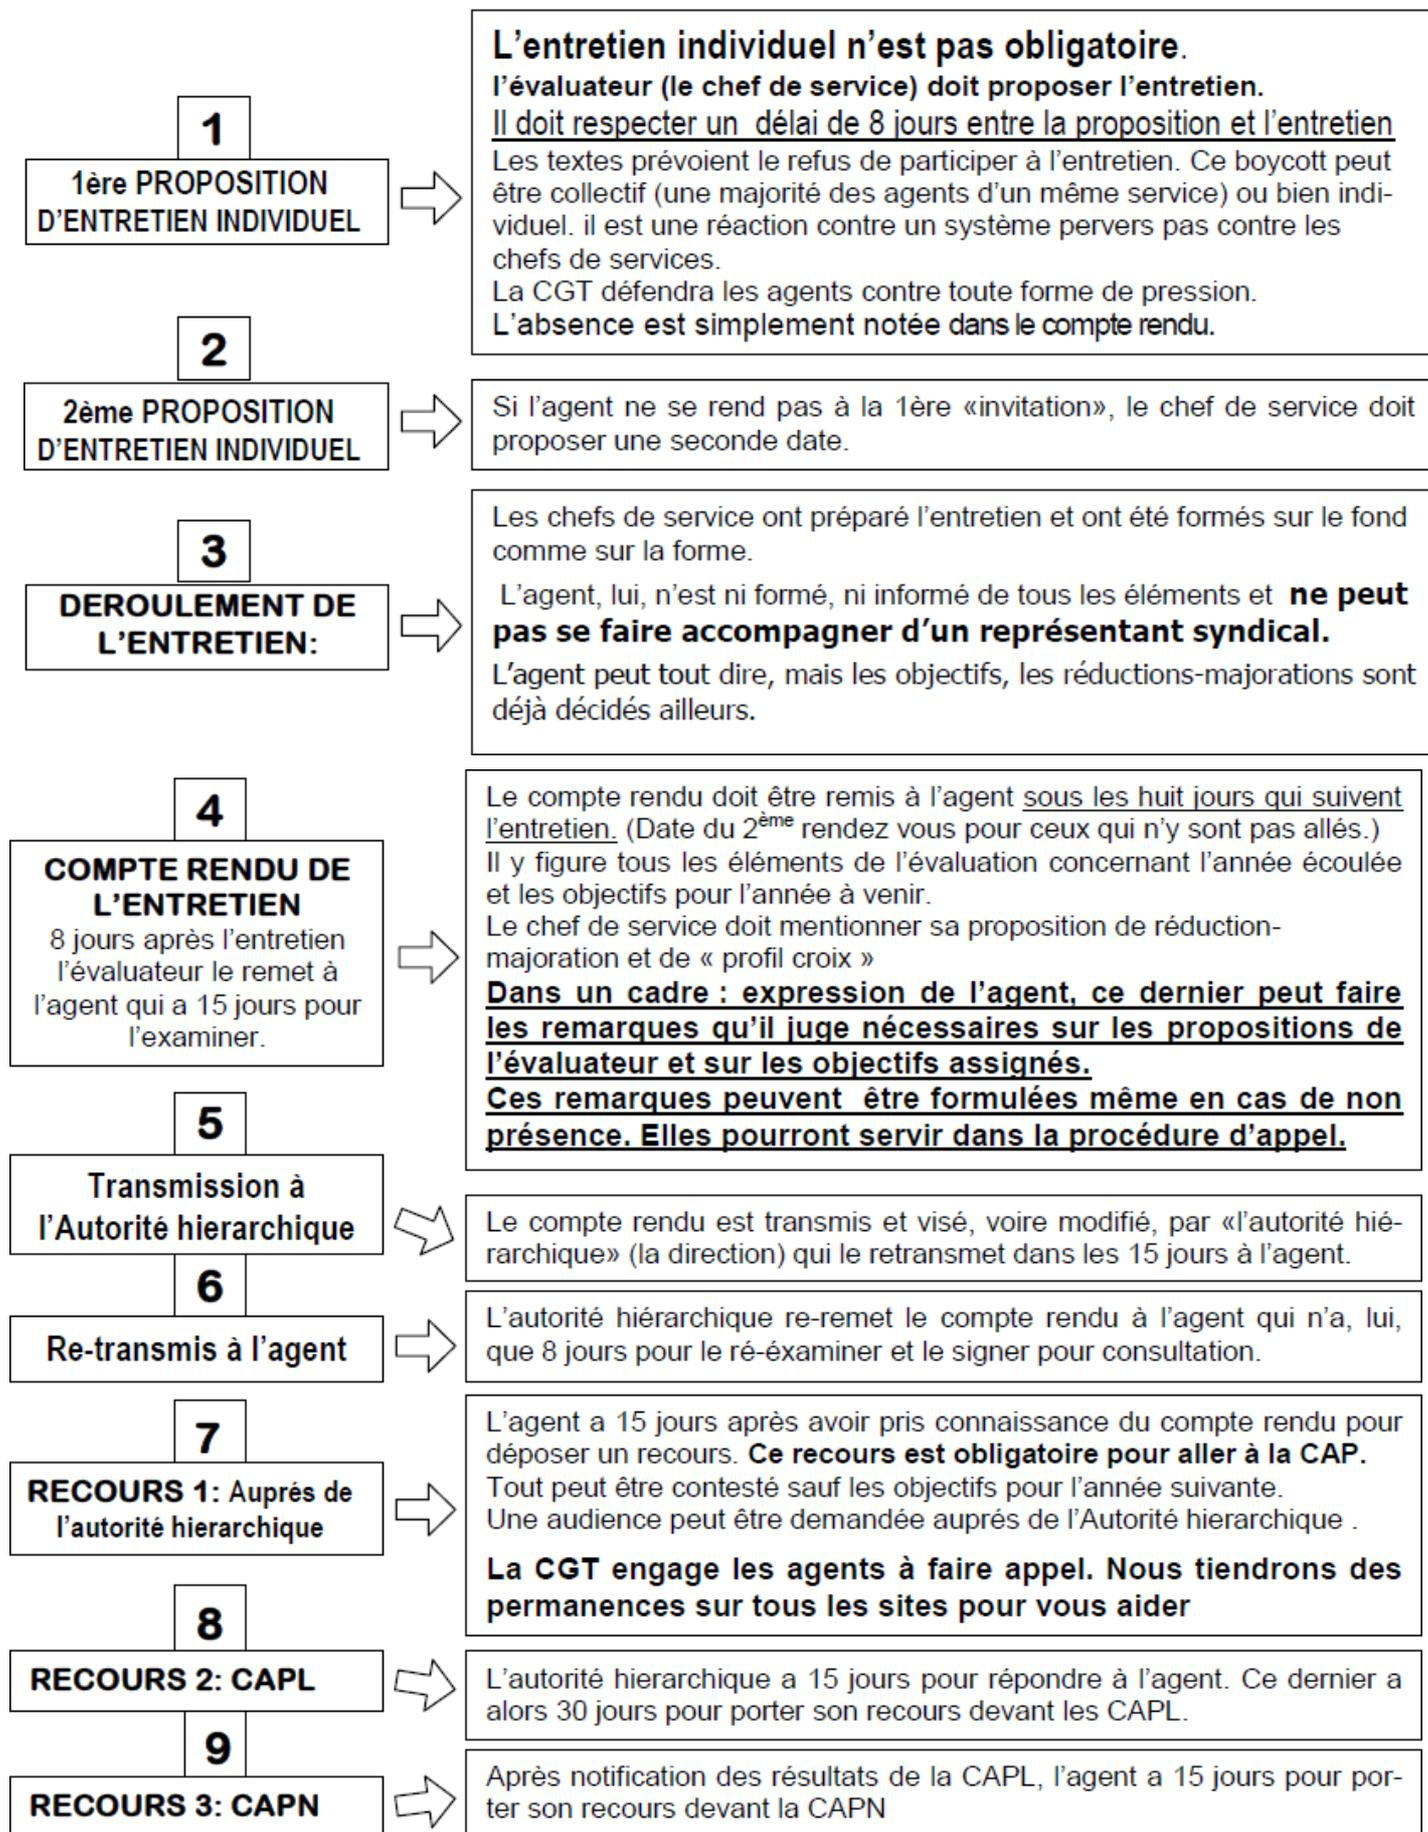 1
1ère PROPOSITION
D'ENTRETIEN INDIVIDUEL
L'entretien individuel n'est pas obligatoire.
l'évaluateur (le chef de service) doit proposer l'entretien.
Il doit respecter un délai de 8 jours entre la proposition et l'entretien
Les textes prévoient le refus de participer à l'entretien. Ce boycott peut
être collectif (une majorité des agents d'un même service) ou bien indi-
viduel. il est une réaction contre un système pervers pas contre les
chefs de services.
La CGT défendra les agents contre toute forme de pression.
L'absence est simplement notée dans le compte rendu.
2
2ème PROPOSITION
D'ENTRETIEN INDIVIDUEL
Si l'agent ne se rend pas à la 1ère «invitation», le chef de service doit
proposer une seconde date.
3
DEROULEMENT DE
L'ENTRETIEN:
Les chefs de service ont préparé l'entretien et ont été formés sur le fond
comme sur la forme.
L'agent, lui, n'est ni formé, ni informé de tous les éléments et ne peut
pas se faire accompagner d'un représentant syndical.
L'agent peut tout dire, mais les objectifs, les réductions-majorations sont
déjà décidés ailleurs.
4
COMPTE RENDU DE
L'ENTRETIEN
8 jours après l'entretien
l'évaluateur le remet à
l'agent qui a 15 jours pour
l'examiner.
Le compte rendu doit être remis à l'agent sous les huit jours qui suivent
l'entretien. (Date du 2ème rendez vous pour ceux qui n'y sont pas allés.)
Il y figure tous les éléments de l'évaluation concernant l'année écoulée
et les objectifs pour l'année à venir.
Le chef de service doit mentionner sa proposition de réduction-
majoration et de « profil croix »
Dans un cadre : expression de l'agent, ce dernier peut faire
les remarques qu'il juge nécessaires sur les propositions de
l'évaluateur et sur les objectifs assignés.
Ces remarques peuvent être formulées même en cas de non
présence. Elles pourront servir dans la procédure d'appel.
5
Transmission à
l'Autorité hierarchique
Le compte rendu est transmis et visé, voire modifié, par «l'autorité hié-
rarchique» (la direction) qui le retransmet dans les 15 jours à l'agent.
6
Re-transmis à l'agent
L'autorité hiérarchique re-remet le compte rendu à l'agent qui n'a, lui,
que 8 jours pour le ré-éxaminer et le signer pour consultation.
7
RECOURS 1: Auprés de
l'autorité hierarchique
L'agent a 15 jours après avoir pris connaissance du compte rendu pour
déposer un recours. Ce recours est obligatoire pour aller à la CAP.
Tout peut être contesté sauf les objectifs pour l'année suivante.
Une audience peut être demandée auprés de l'Autorité hierarchique .
La CGT engage les agents à faire appel. Nous tiendrons des
permanences sur tous les sites pour vous aider
8
RECOURS 2: CAPL
L'autorité hierarchique a 15 jours pour répondre à l'agent. Ce dernier a
alors 30 jours pour porter son recours devant les CAPL.
9
RECOURS 3: CAPN
Après notification des résultats de la CAPL, l'agent a 15 jours pour por-
ter son recours devant la CAPN